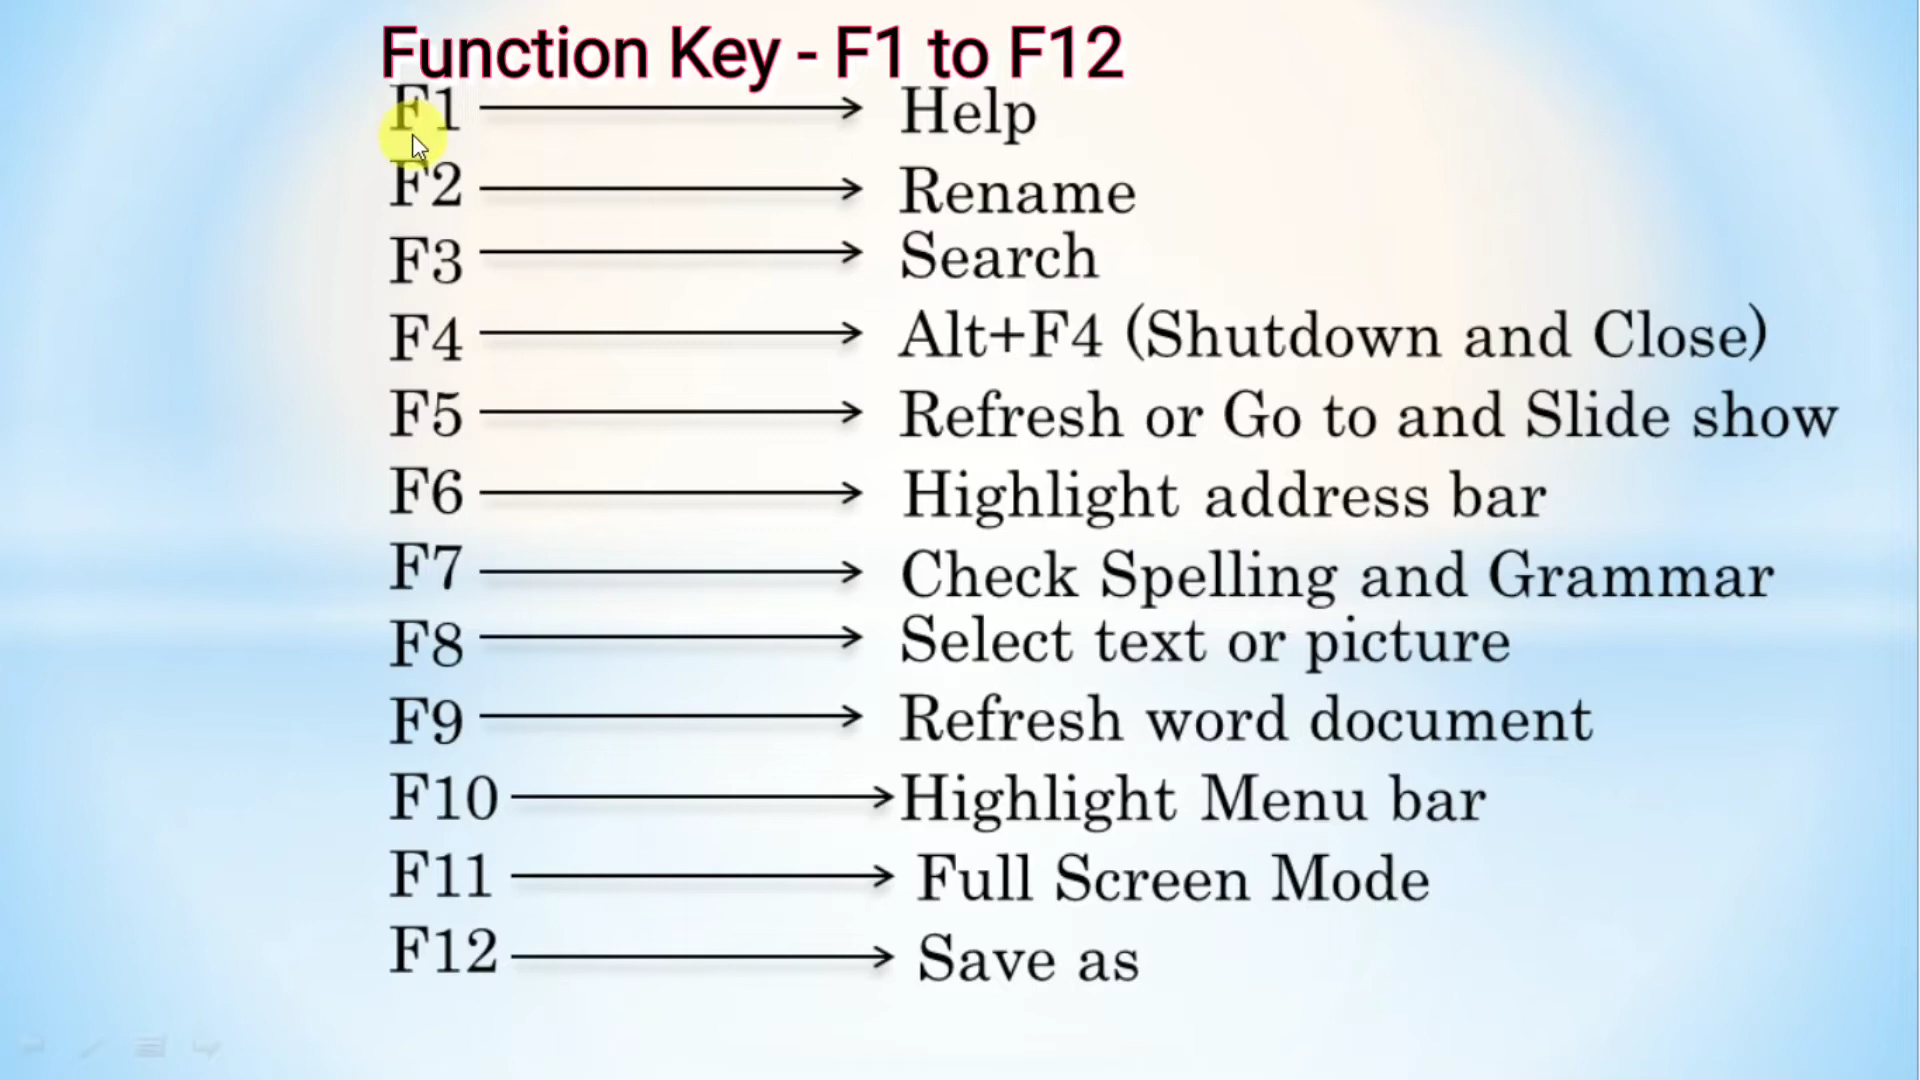 Function Key - F1 to F12
F1 Help
F2 Rename
F3 Search
F4 Alt+F4 (Shutdown and Close)
F5 Refresh or Go to and Slide show
F6 Highlight address bar
F7 Check Spelling and Grammar
F8 Select text or picture
F9 Refresh word document
F10 Highlight Menu bar
F11 Full Screen Mode
F12 Save as